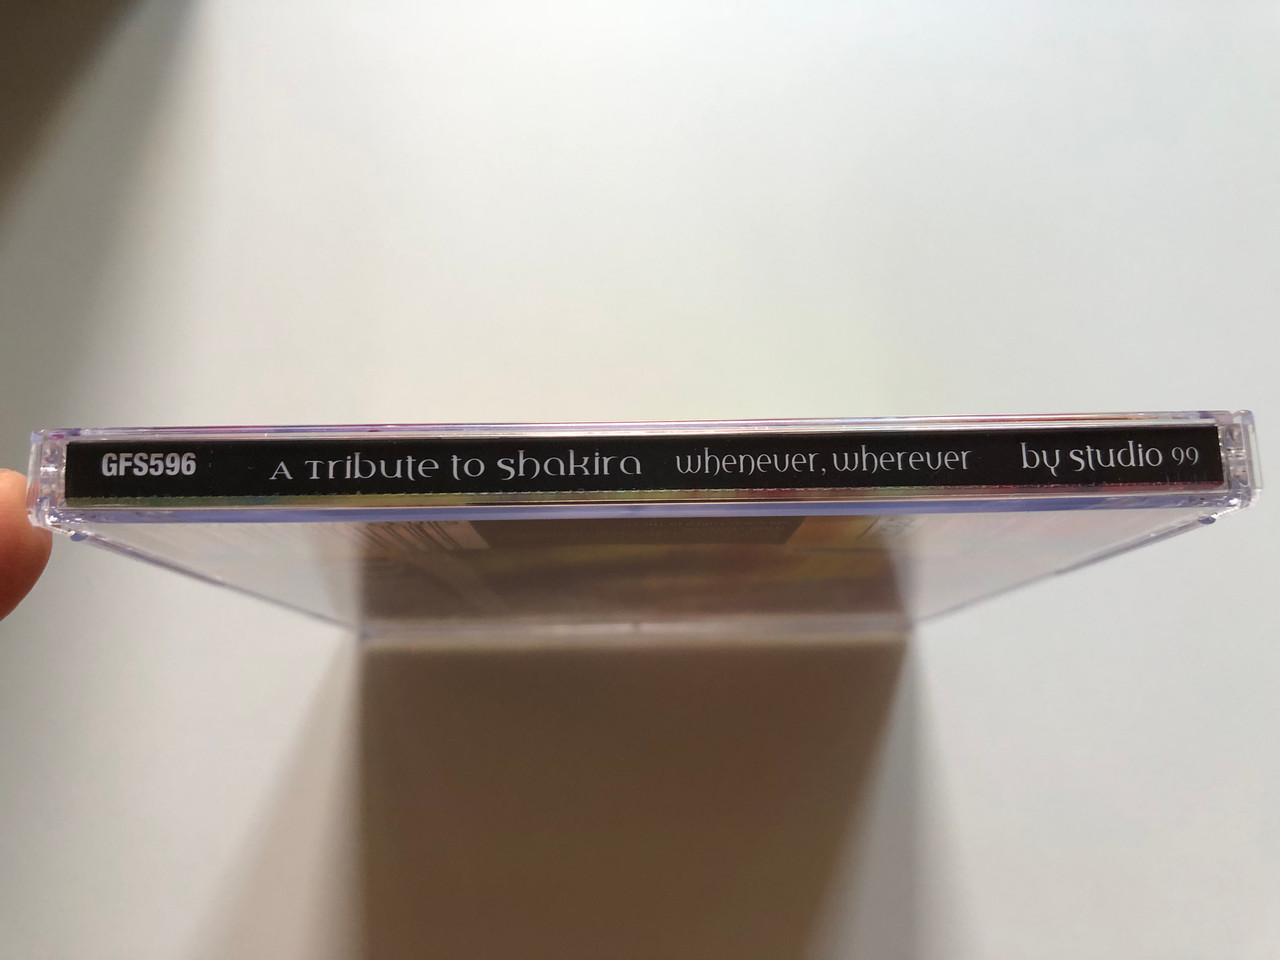 GFS596 A Tribute to Shakira whenever, wherever by studio 99